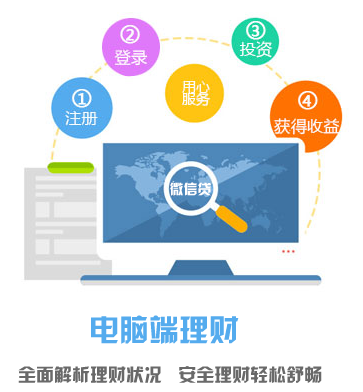 ①
注册
②
登录
③
投资
④
获得收益
用心
服务
微信贷
电脑端理财
全面解析理财状况 安全理财轻松舒畅